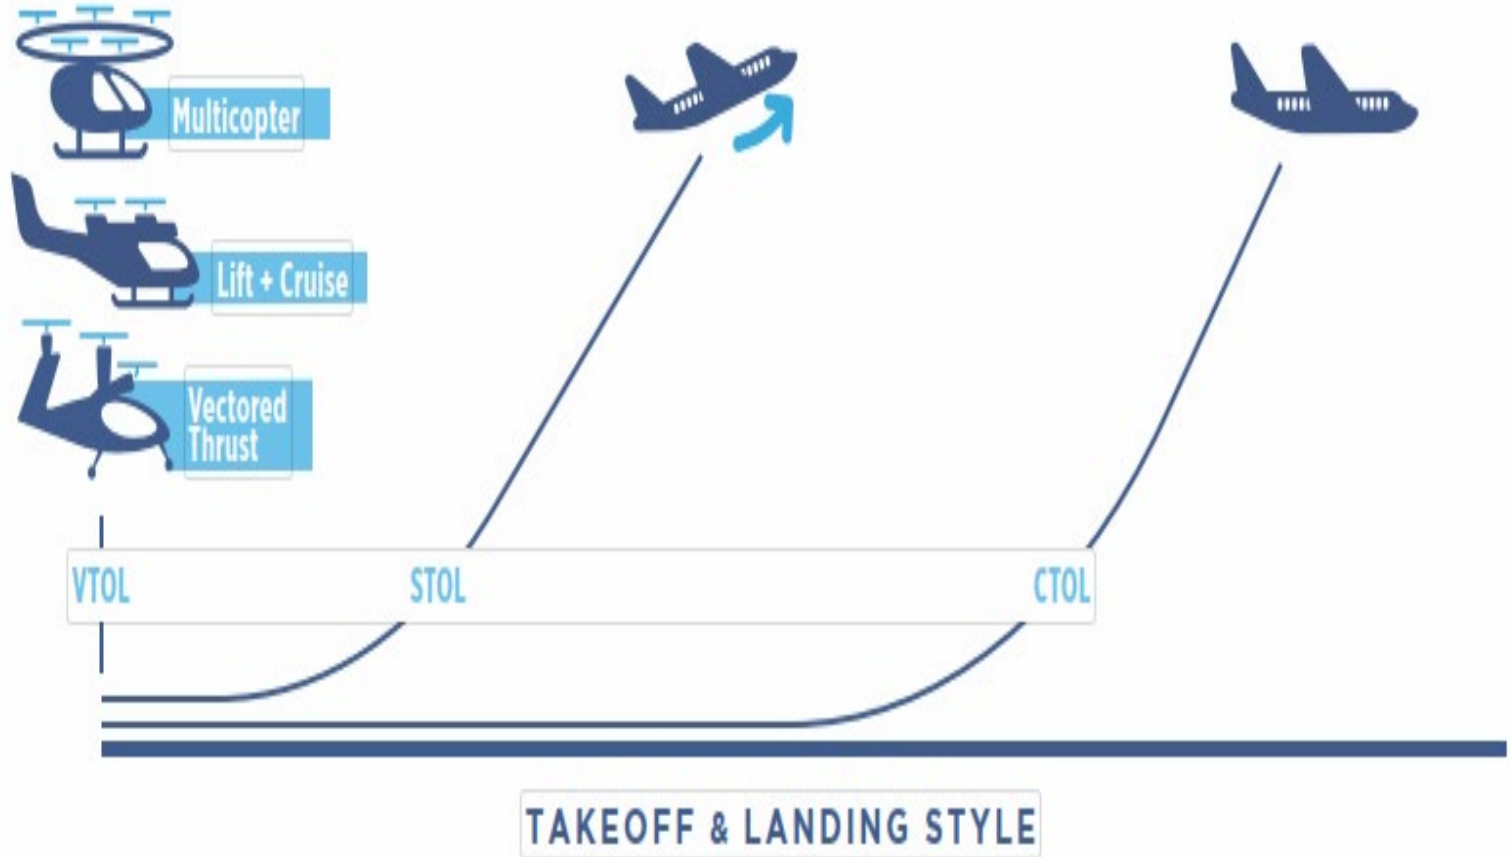 Multicopter
Lift + Cruise
Vectored
Thrust
VTOL
STOL
CTOL
TAKEOFF & LANDING STYLE